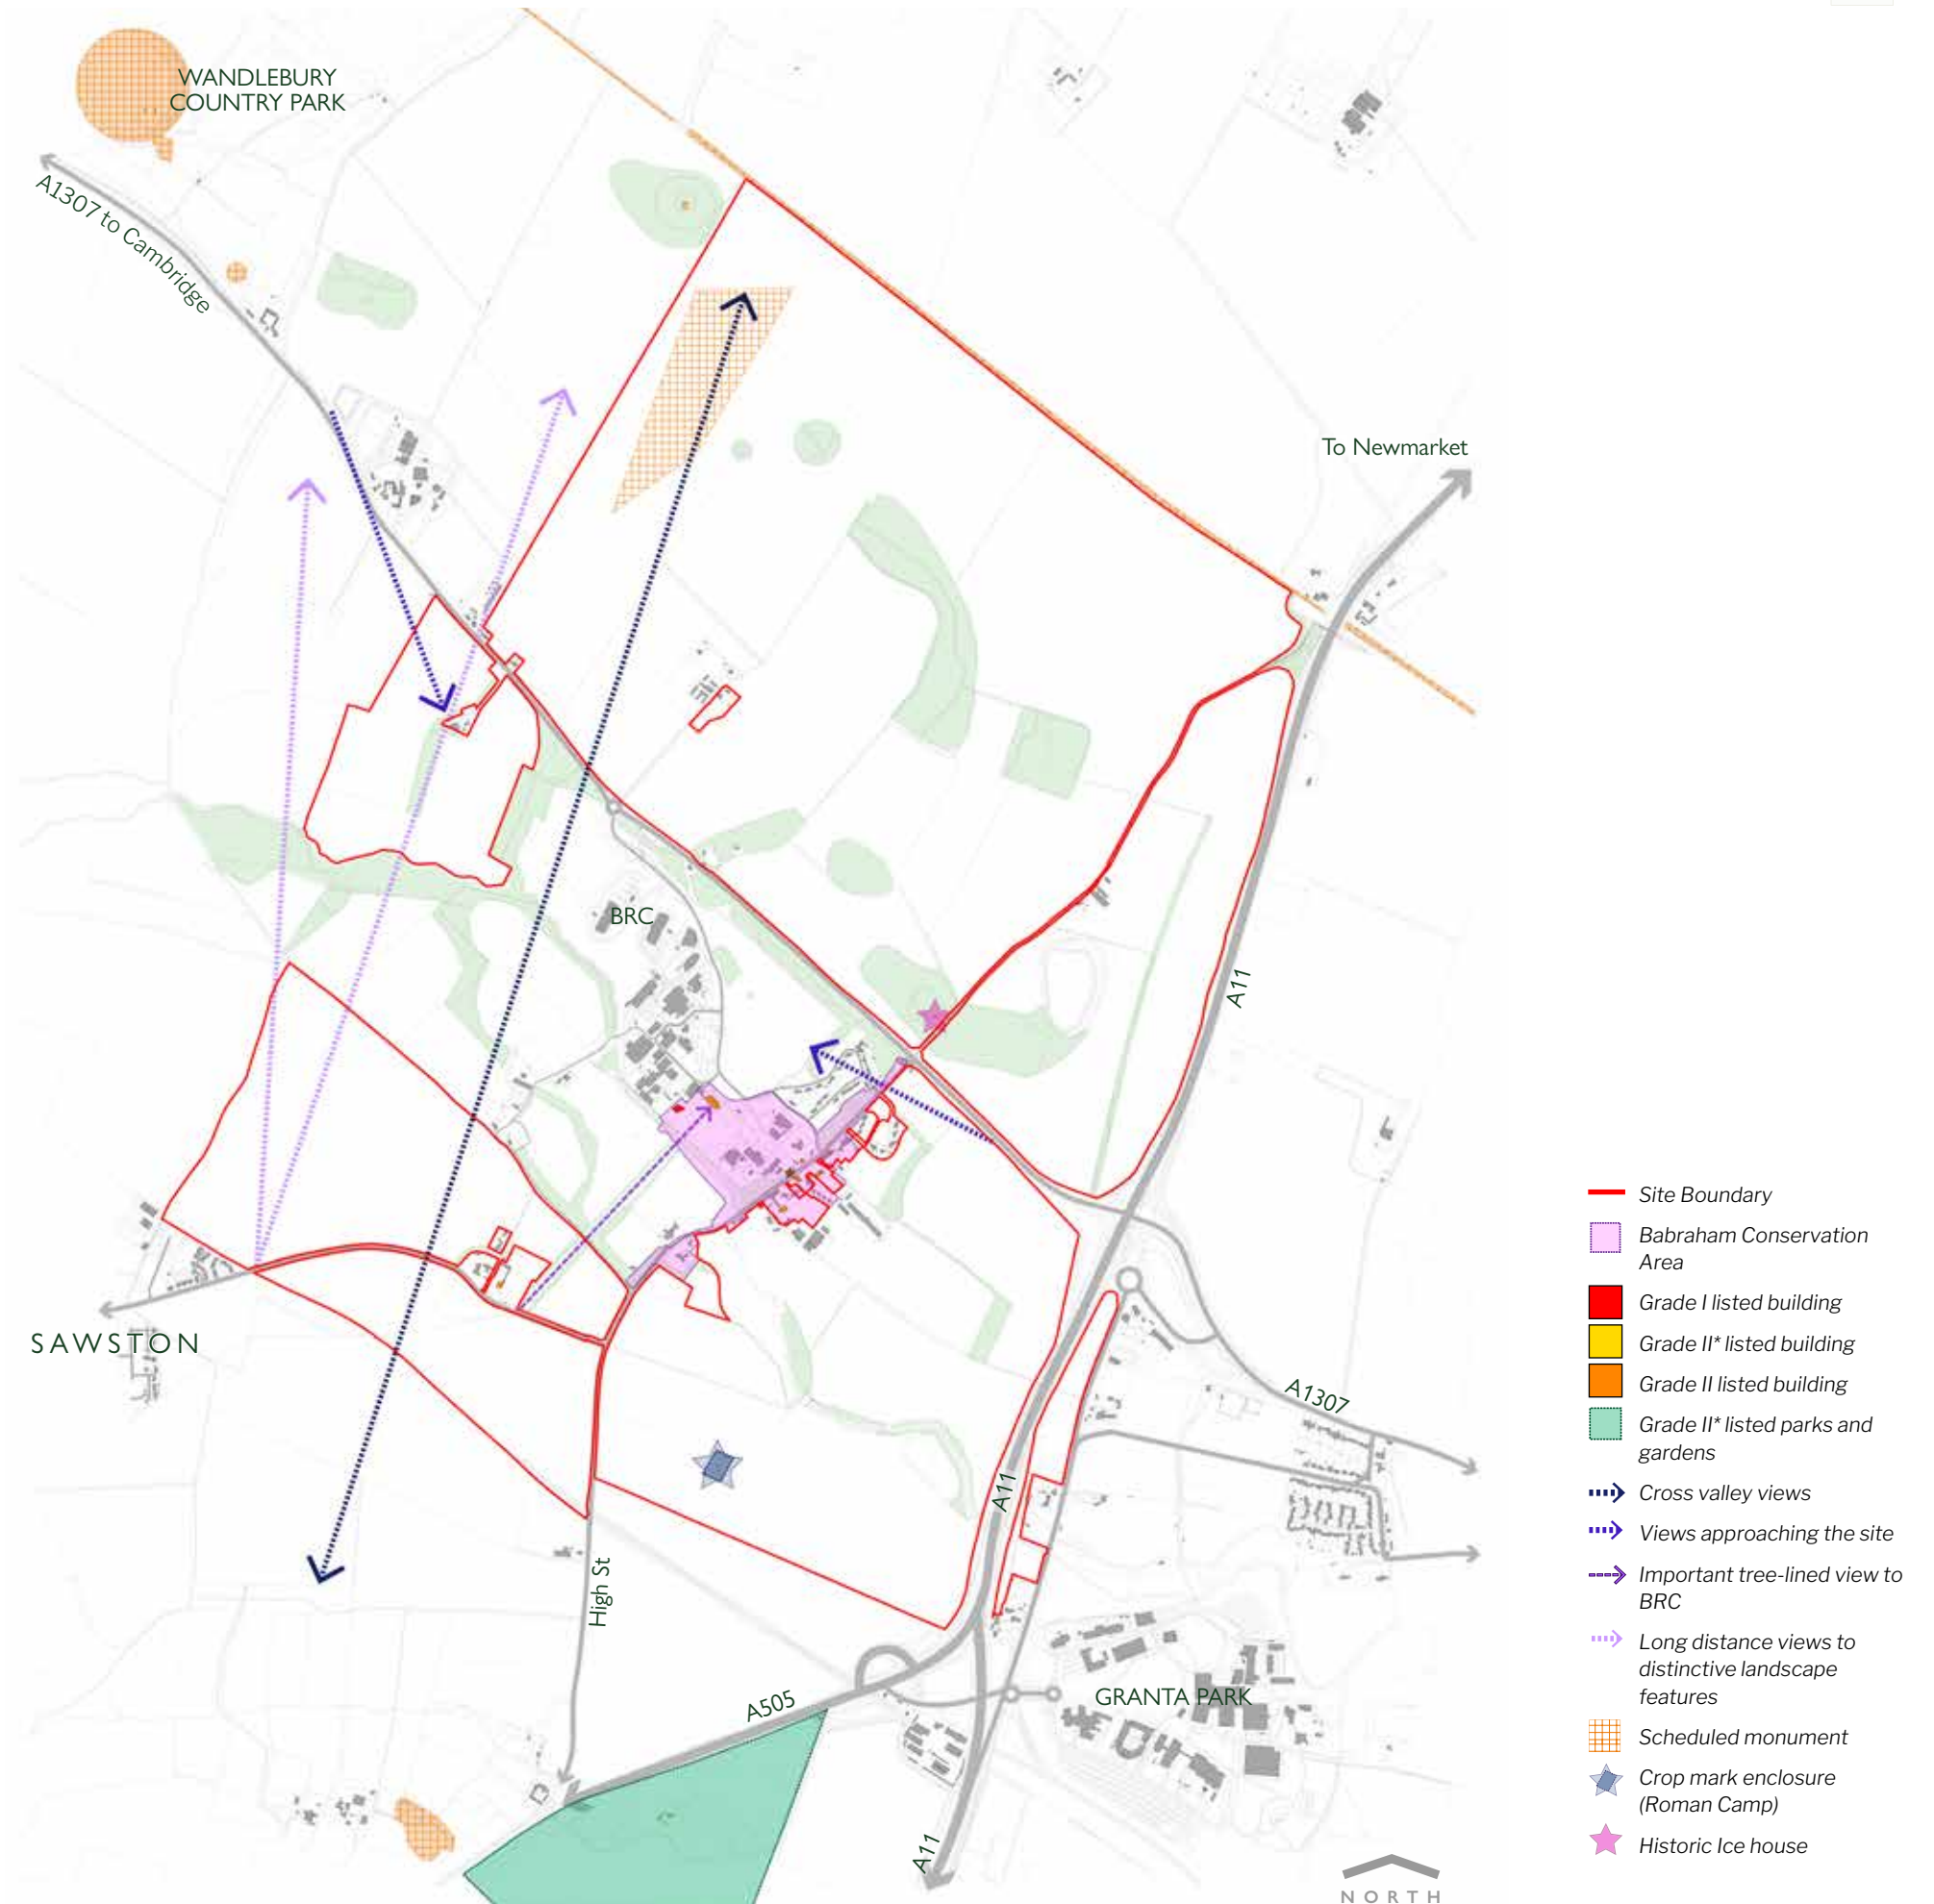 WANDLEBURY
COUNTRY PARK
A1307 to Cambridge
To Newmarket
BRC
A11
SAWSTON
A1307
A11
High St
A505
GRANTA PARK
A11
NORTH
Site Boundary
Babraham Conservation
Area
Grade I listed building
Grade II* listed building
Grade II listed building
Grade II* listed parks and
gardens
Cross valley views
Views approaching the site
Important tree-lined view to
BRC
Long distance views to
distinctive landscape
features
Scheduled monument
Crop mark enclosure
(Roman Camp)
Historic Ice house